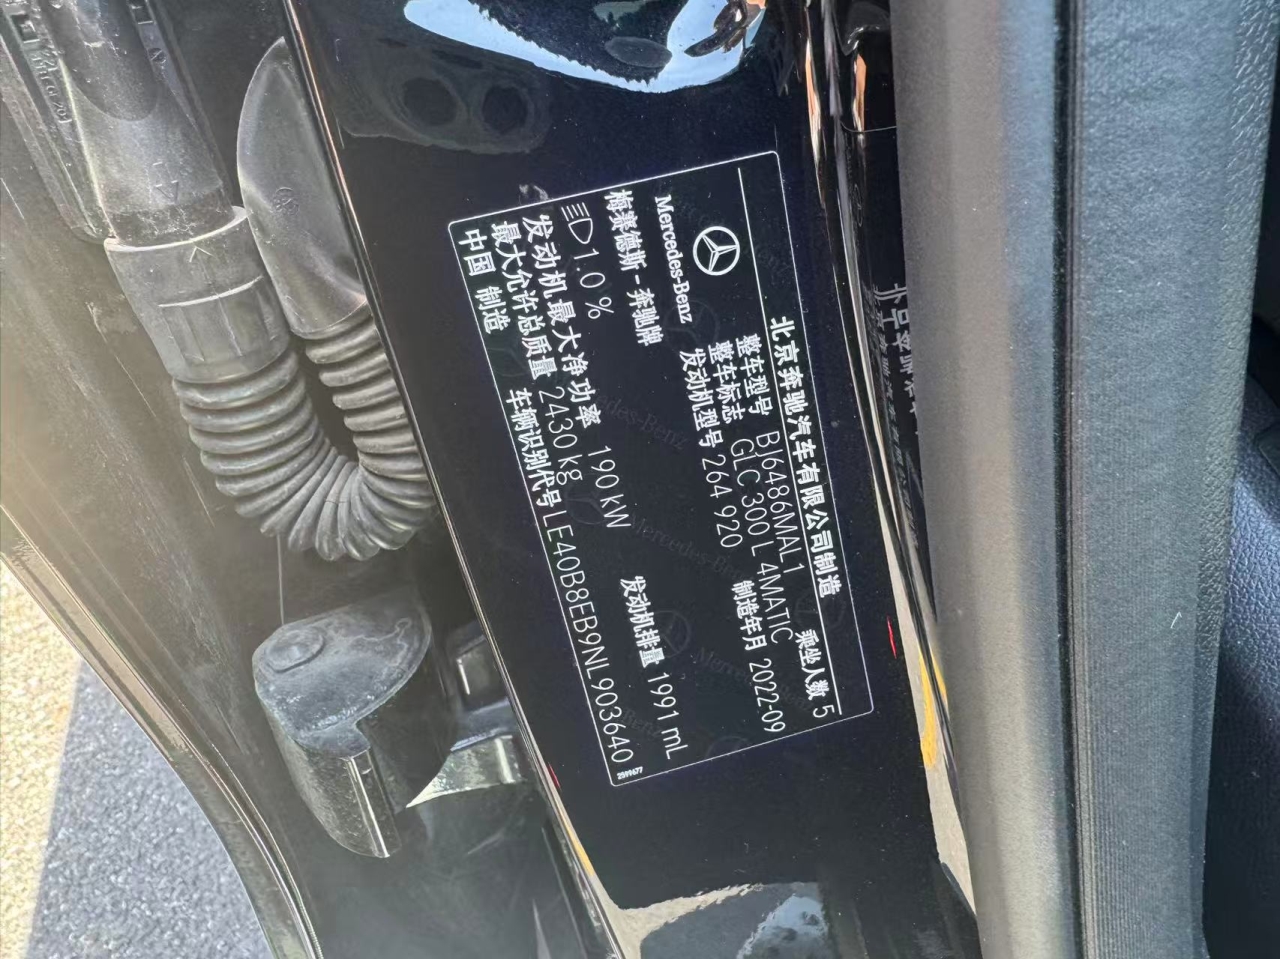 北京奔驰汽车有限公司制造
Mercedes-Benz
整车型号 BJ6486MAL1 乘坐人数 5
整车标志 GLC 300 L 4MATIC
梅赛德斯-奔驰牌
发动机型号 264 920 制造年月 2022-09
1.0 %
发动机最大净功率 190 kW 发动机排量 1991 mL
最大允许总质量 2430 kg
中国 制造 车辆识别代号 LE40B8EB9NL903640
2599677